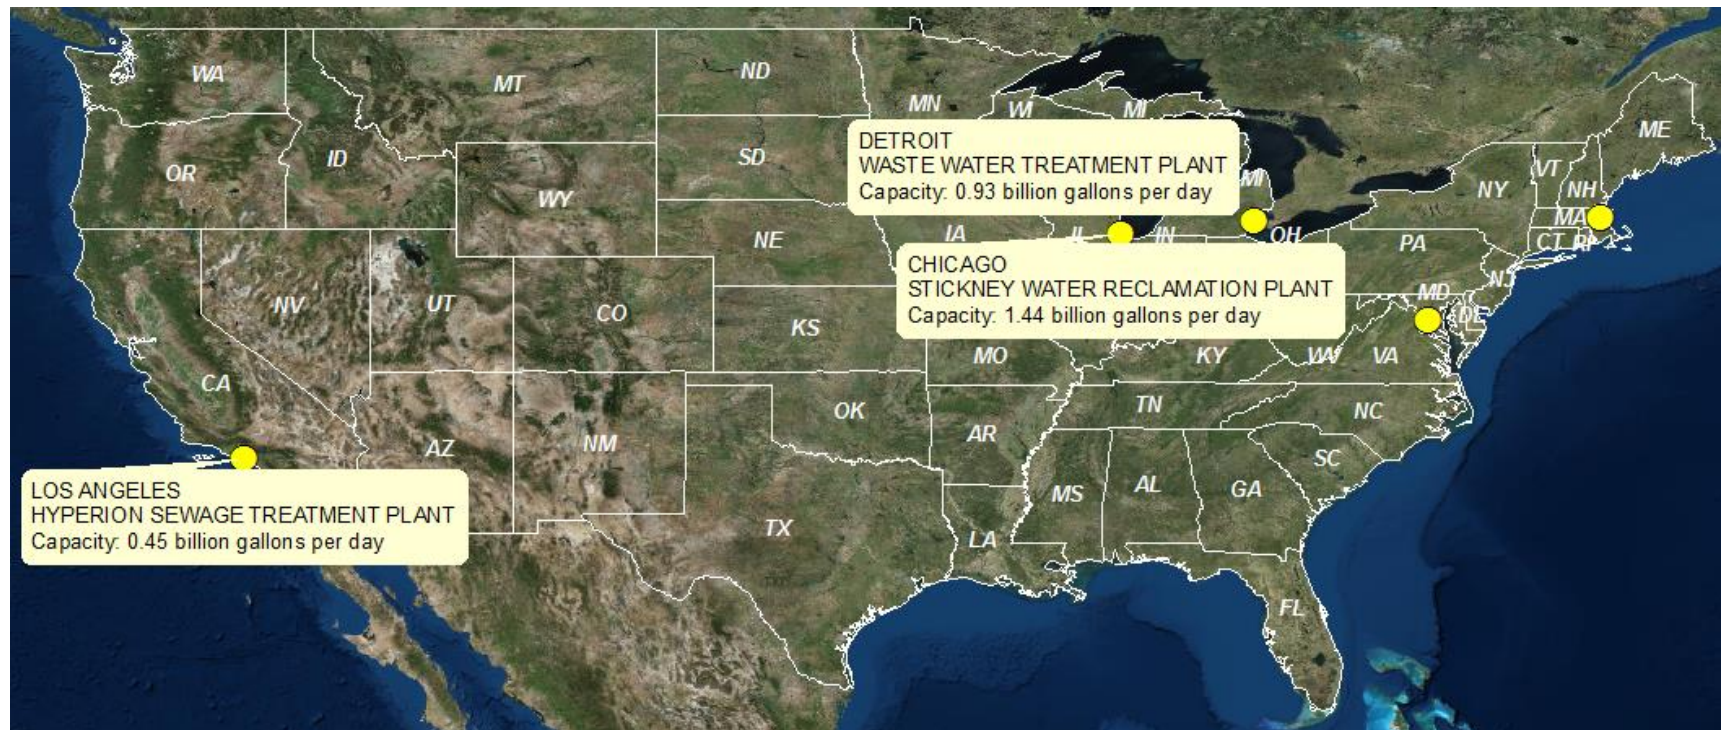 WA
MT
ND
MN
WI
MI
ME
OR
ID
SD
WY
VT
NH
NY
MA
CT
RI
DETROIT
WASTE WATER TREATMENT PLANT
Capacity: 0.93 billion gallons per day
MI
NE
IA
IL
IN
OH
PA
NJ
NV
UT
CO
KS
CHICAGO
STICKNEY WATER RECLAMATION PLANT
Capacity: 1.44 billion gallons per day
MD
DE
CA
MO
KY
WV
VA
AZ
NM
OK
AR
TN
NC
SC
MS
AL
GA
TX
LA
FL
LOS ANGELES
HYPERION SEWAGE TREATMENT PLANT
Capacity: 0.45 billion gallons per day